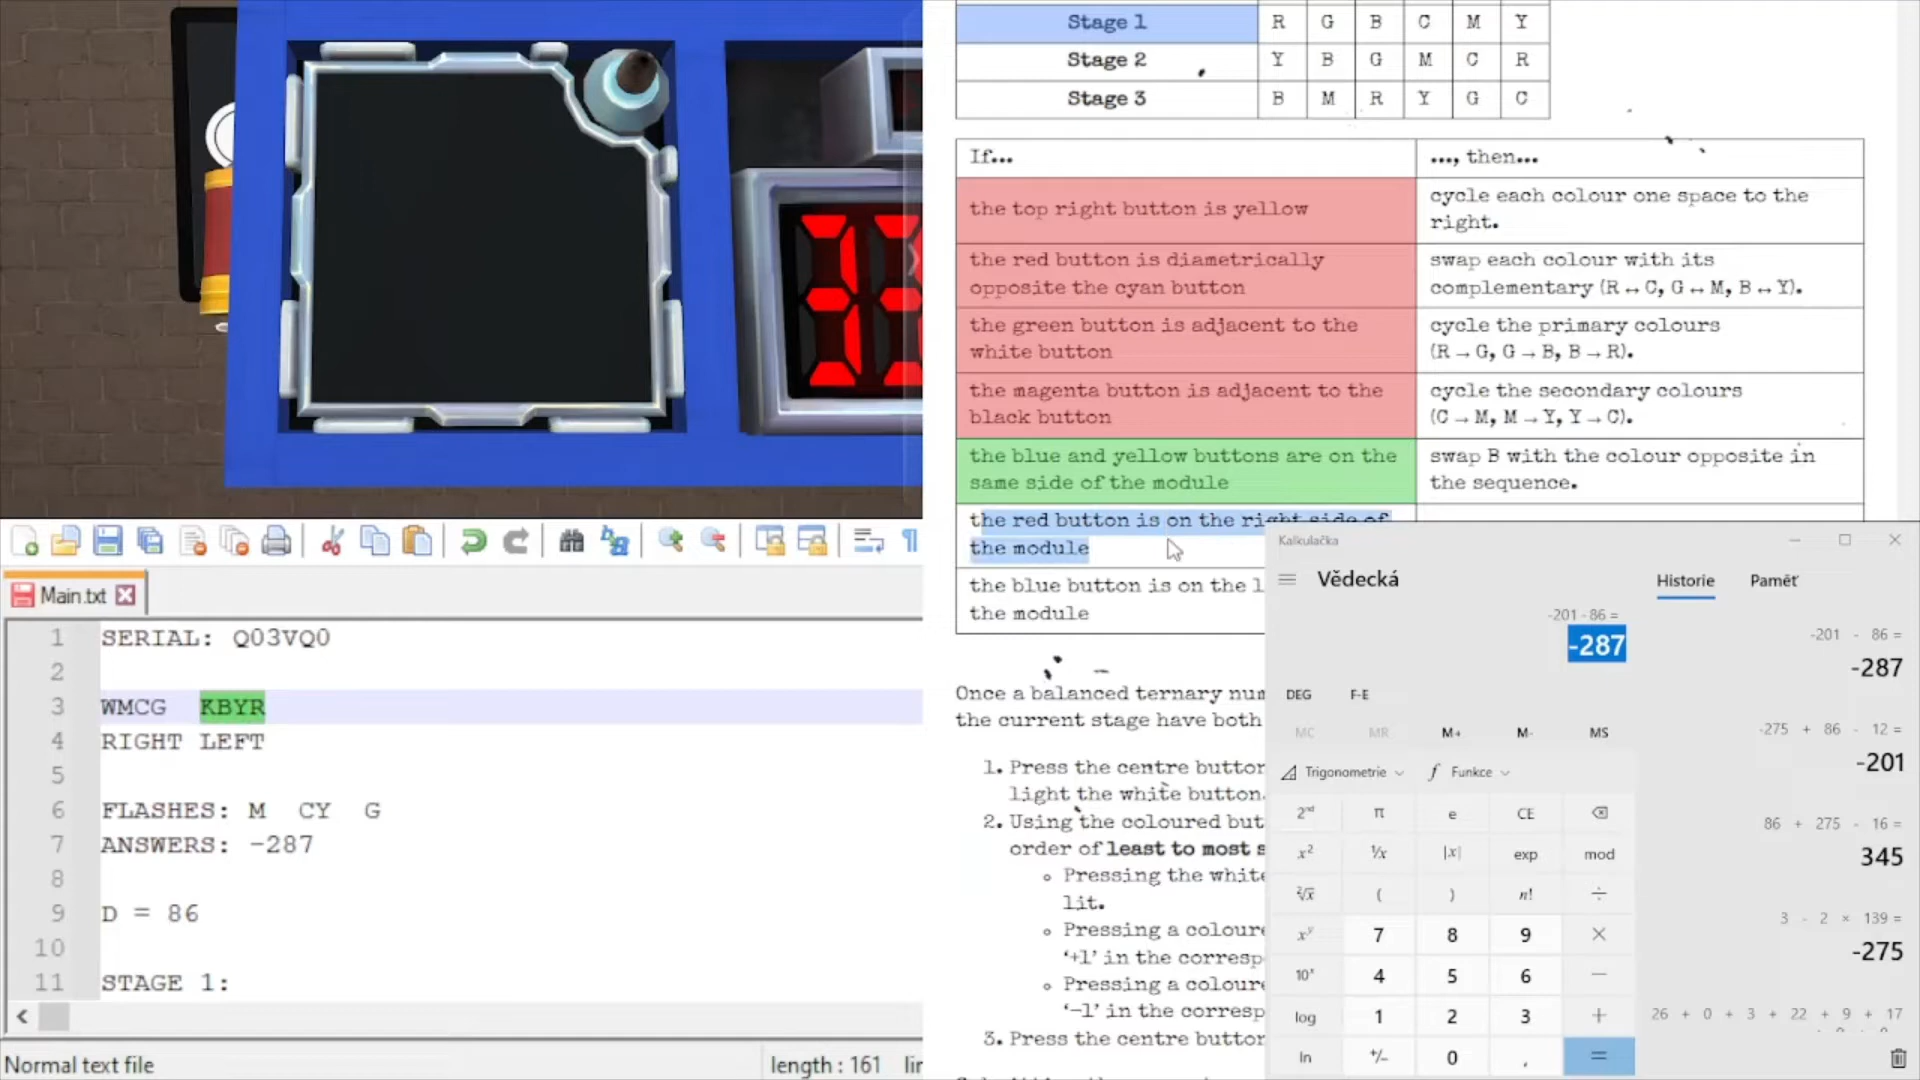 Stage 1 R G B C M Y
Stage 2 Y B G M C R
Stage 3 B M R Y G C
If... ..., then...
the top right button is yellow
cycle each colour one space to the
right.
the red button is diametrically
opposite the cyan button
swap each colour with its
complementary (R↔C, G↔M, B↔Y).
the green button is adjacent to the
white button
cycle the primary colours
(R→G, G→B, B→R).
the magenta button is adjacent to the
black button
cycle the secondary colours
(C→M, M→Y, Y→C).
the blue and yellow buttons are on the
same side of the module
swap B with the colour opposite in
the sequence.
the red button is on the right side of
the module
the blue button is on the l
the module
Once a balanced ternary num
the current stage have both
1. Press the centre button
light the white button.
2. Using the coloured but
order of least to most s
Pressing the white
lit.
Pressing a coloure
'+1' in the corresp
Pressing a coloure
'-1' in the corresp
3. Press the centre button
Main.txt
1 SERIAL: Q03VQ0
2
3 WMCG KBYR
4 RIGHT LEFT
5
6 FLASHES: M CY G
7 ANSWERS: -287
8
9 D = 86
10
11 STAGE 1:
Normal text file length : 161 lin
Kalkulačka
Vědecká
Historie Paměť
-201 - 86 =
-287
DEG F-E
MC MR M+ M- MS
Trigonometrie f Funkce
2nd π e CE
x² ¹/x |x| exp mod
²√x ( ) n! ÷
xʸ 7 8 9 ×
10ˣ 4 5 6 −
log 1 2 3 +
ln +/- 0 , =
-201 - 86 =
-287
-275 + 86 - 12 =
-201
86 + 275 - 16 =
345
3 - 2 × 139 =
-275
26 + 0 + 3 + 22 + 9 + 17